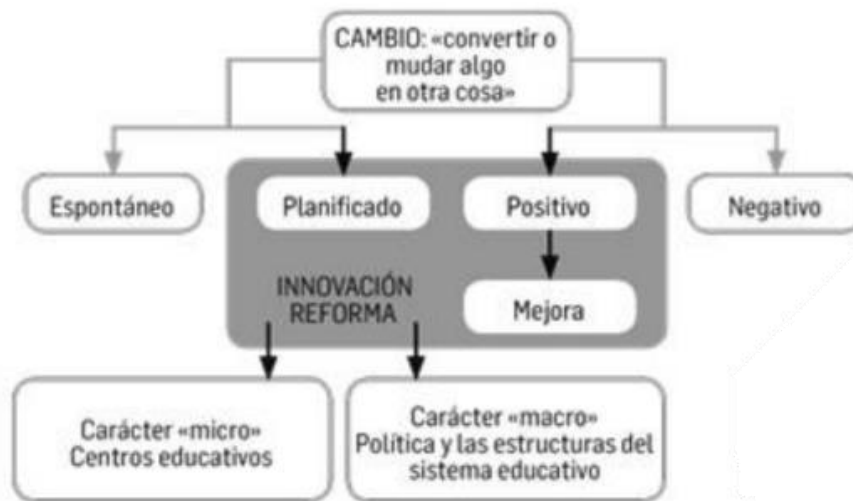 CAMBIO: «convertir o
mudar algo
en otra cosa»
Espontáneo
Planificado
Positivo
Negativo
INNOVACIÓN
REFORMA
Mejora
Carácter «micro»
Centros educativos
Carácter «macro»
Política y las estructuras del
sistema educativo